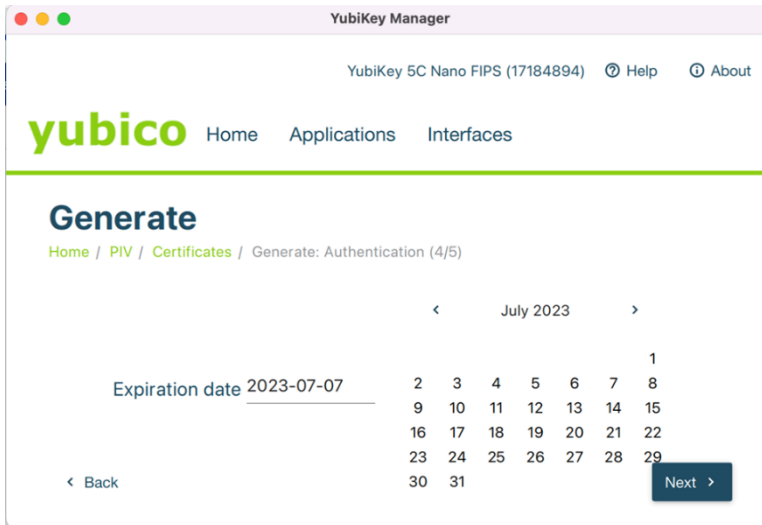 YubiKey Manager
YubiKey 5C Nano FIPS (17184894) Help About
yubico Home Applications Interfaces
Generate
Home / PIV / Certificates / Generate: Authentication (4/5)
July 2023
1
Expiration date 2023-07-07 2 3 4 5 6 7 8
9 10 11 12 13 14 15
16 17 18 19 20 21 22
23 24 25 26 27 28 29
Back 30 31 Next